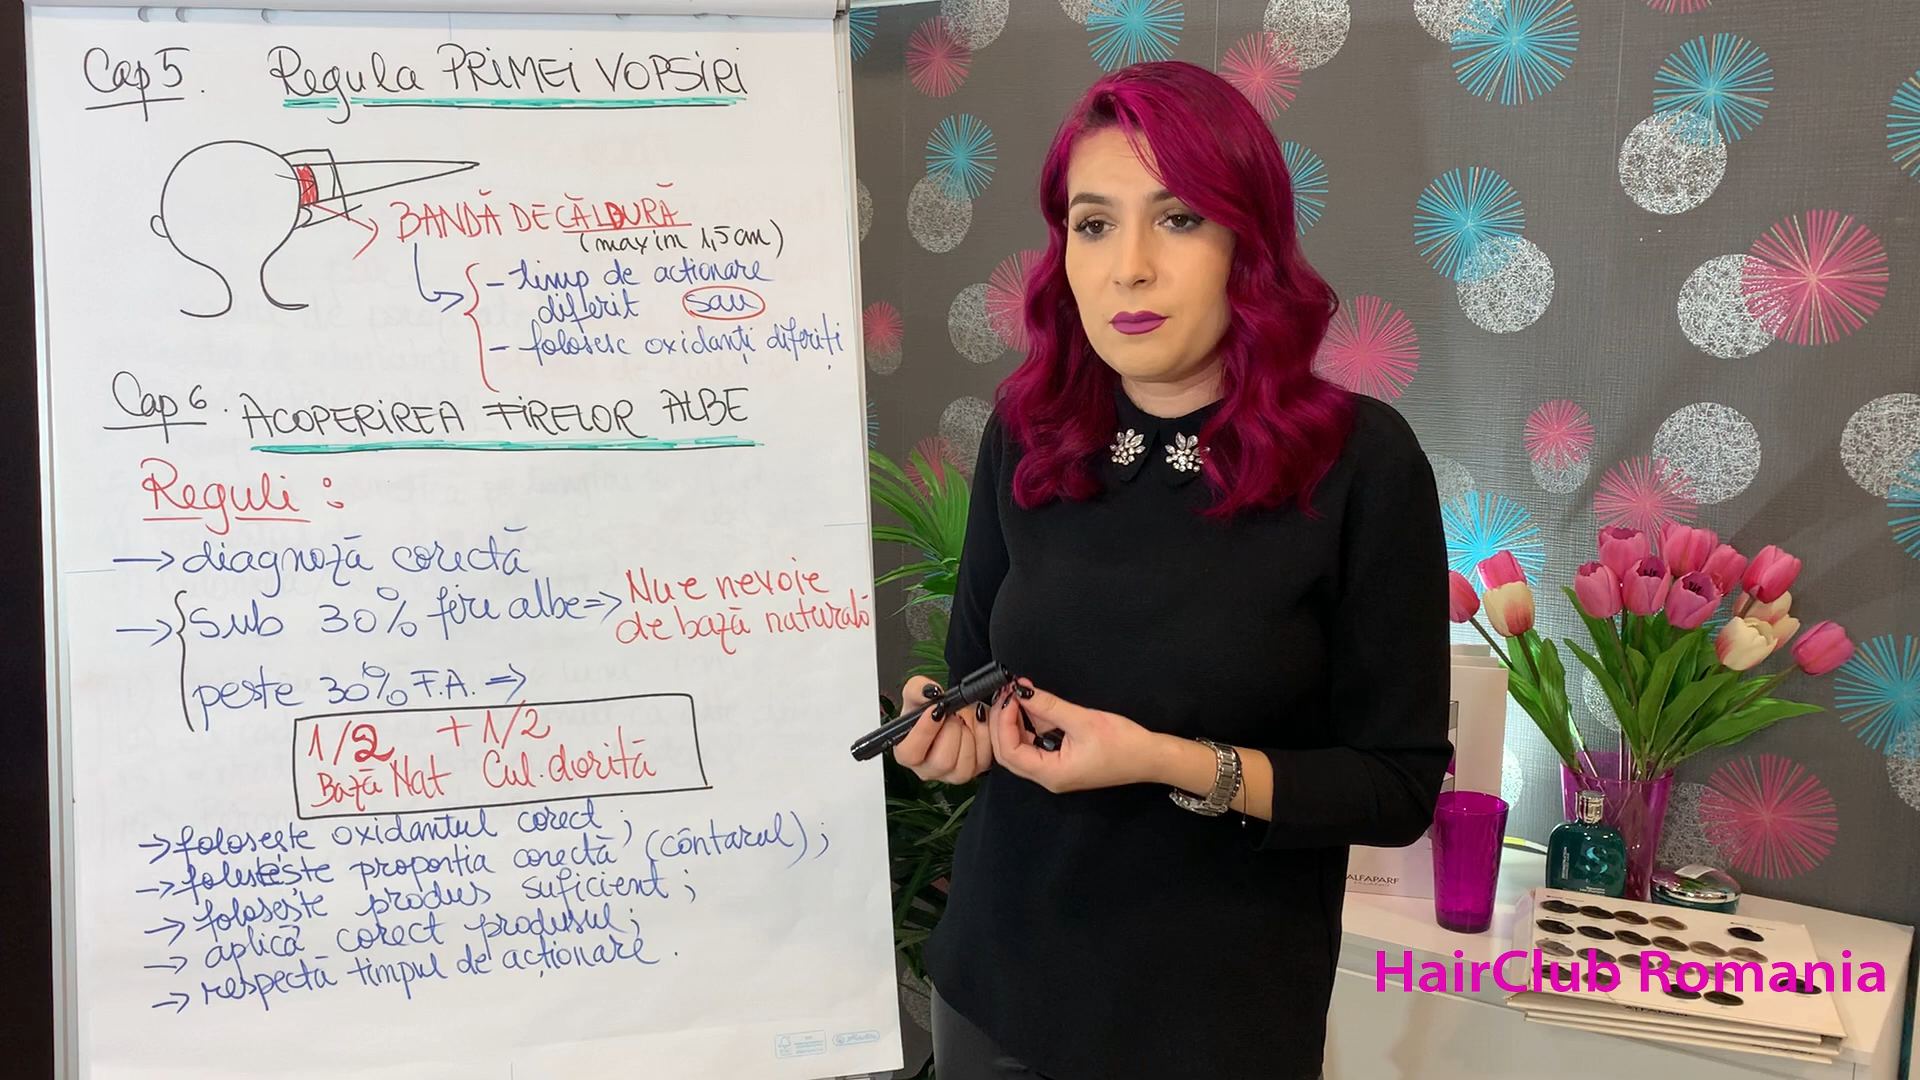 Cap 5. Regula PRIMEI VOPSIRI
BANDĂ DE CĂLDURĂ
(maxim 1,5 cm)
- timp de acționare
diferit sau
- folosesc oxidanți diferiți.
Cap 6. ACOPERIREA FIRELOR ALBE
Reguli:
→ diagnoză corectă
→ Sub 30% fire albe => Nu e nevoie
de bază naturală
peste 30% F.A. =>
1/2 + 1/2
Bază Nat Cul. dorită
→ folosește oxidantul corect;
→ folosește proporția corectă (cântarul);
→ folosește produs suficient;
→ aplică corect produsul;
→ respectă timpul de acționare.
ALFAPARF
HairClub Romania